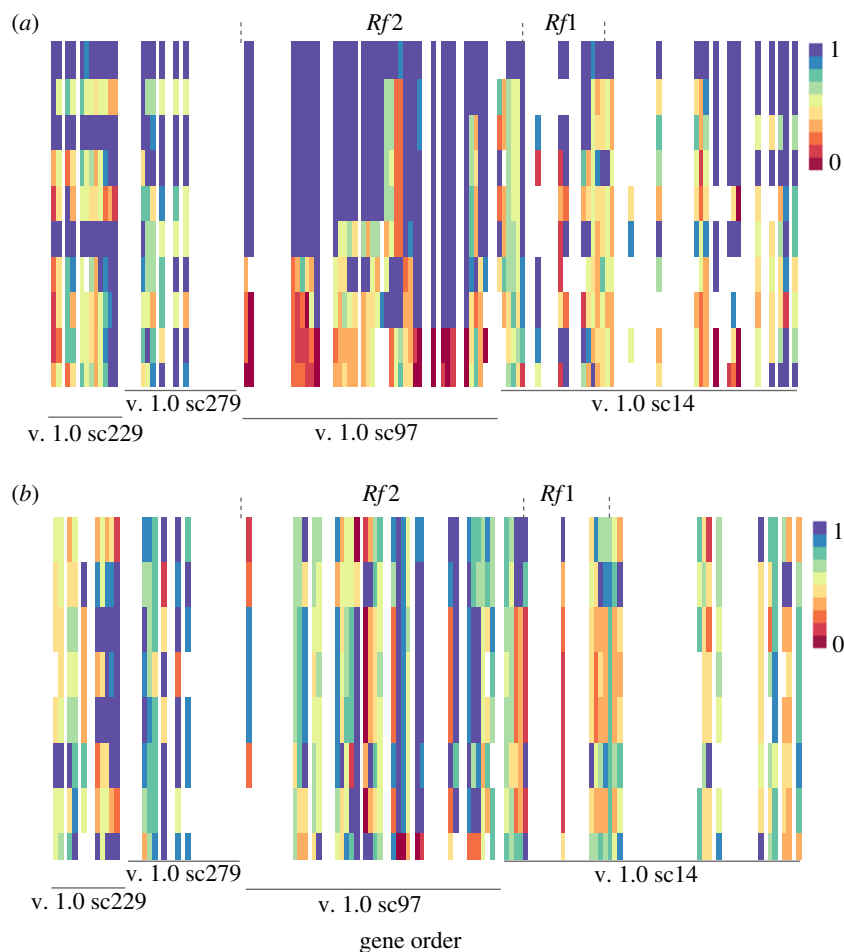 (a) Rf2 Rf1
1
0
v. 1.0 sc279 v. 1.0 sc14
v. 1.0 sc229 v. 1.0 sc97
(b) Rf2 Rf1
1
0
v. 1.0 sc279 v. 1.0 sc14
v. 1.0 sc229 v. 1.0 sc97
gene order